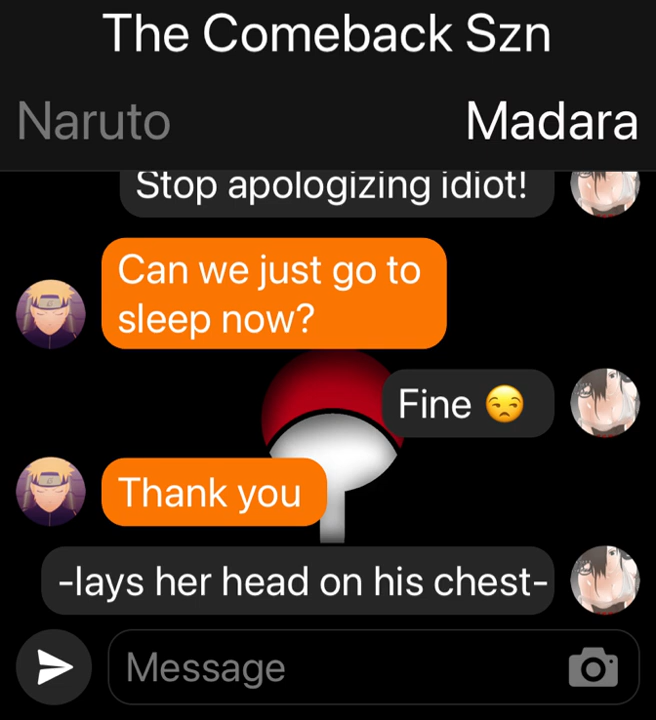 The Comeback Szn
Naruto
Madara
Stop apologizing idiot!
Can we just go to
sleep now?
Fine 😒
Thank you
-lays her head on his chest-
Message